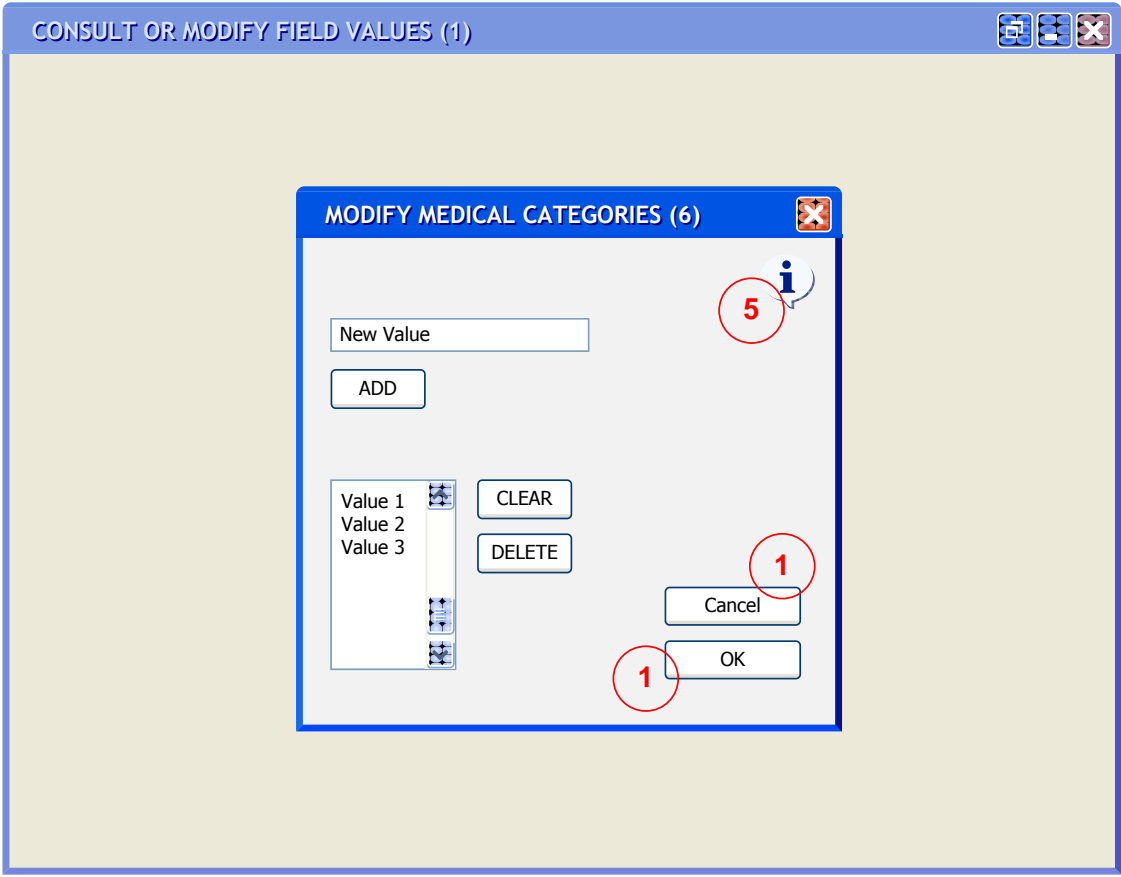 CONSULT OR MODIFY FIELD VALUES (1)
MODIFY MEDICAL CATEGORIES (6)
i
5
New Value
ADD
Value 1
Value 2
Value 3
CLEAR
DELETE
1
Cancel
OK
1